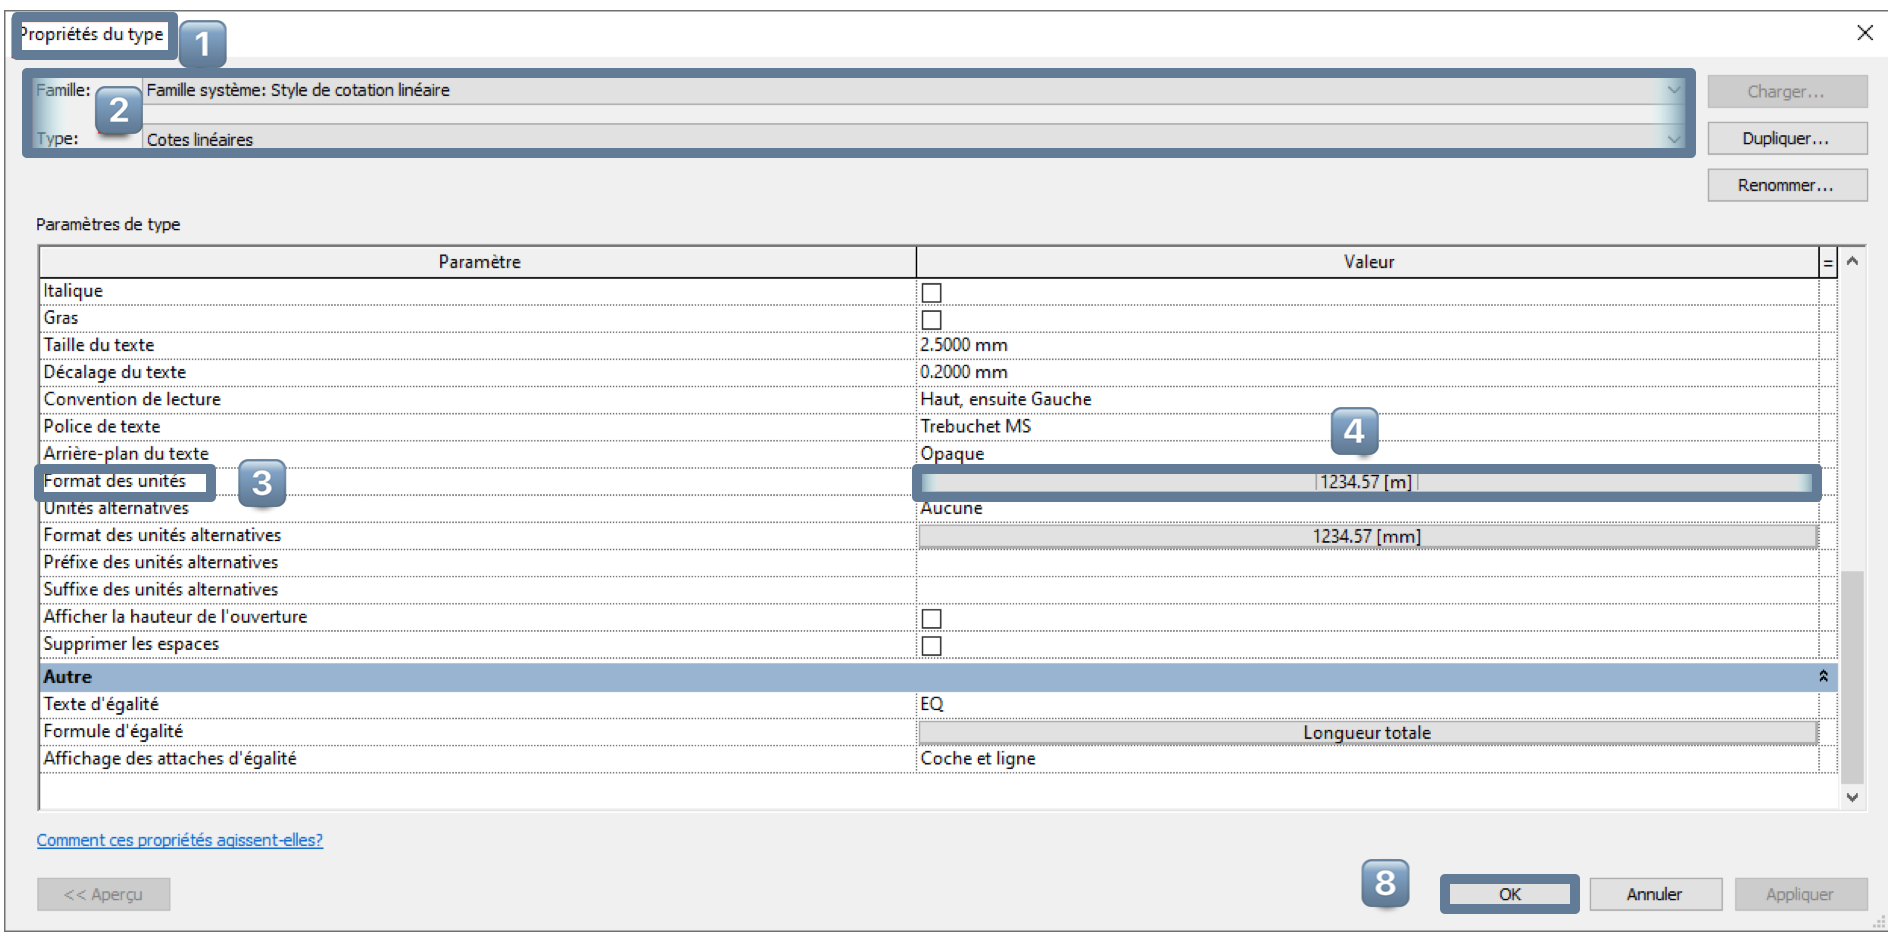 Propriétés du type 1
Famille: 2 Famille système: Style de cotation linéaire Charger...
Type: Cotes linéaires Dupliquer...
Renommer...
Paramètres de type
Paramètre Valeur =
Italique
Gras
Taille du texte 2.5000 mm
Décalage du texte 0.2000 mm
Convention de lecture Haut, ensuite Gauche
Police de texte Trebuchet MS 4
Arrière-plan du texte Opaque
Format des unités 3 1234.57 [m]
Unités alternatives Aucune
Format des unités alternatives 1234.57 [mm]
Préfixe des unités alternatives
Suffixe des unités alternatives
Afficher la hauteur de l'ouverture
Supprimer les espaces
Autre
Texte d'égalité EQ
Formule d'égalité Longueur totale
Affichage des attaches d'égalité Coche et ligne
Comment ces propriétés agissent-elles?
<< Aperçu 8 OK Annuler Appliquer